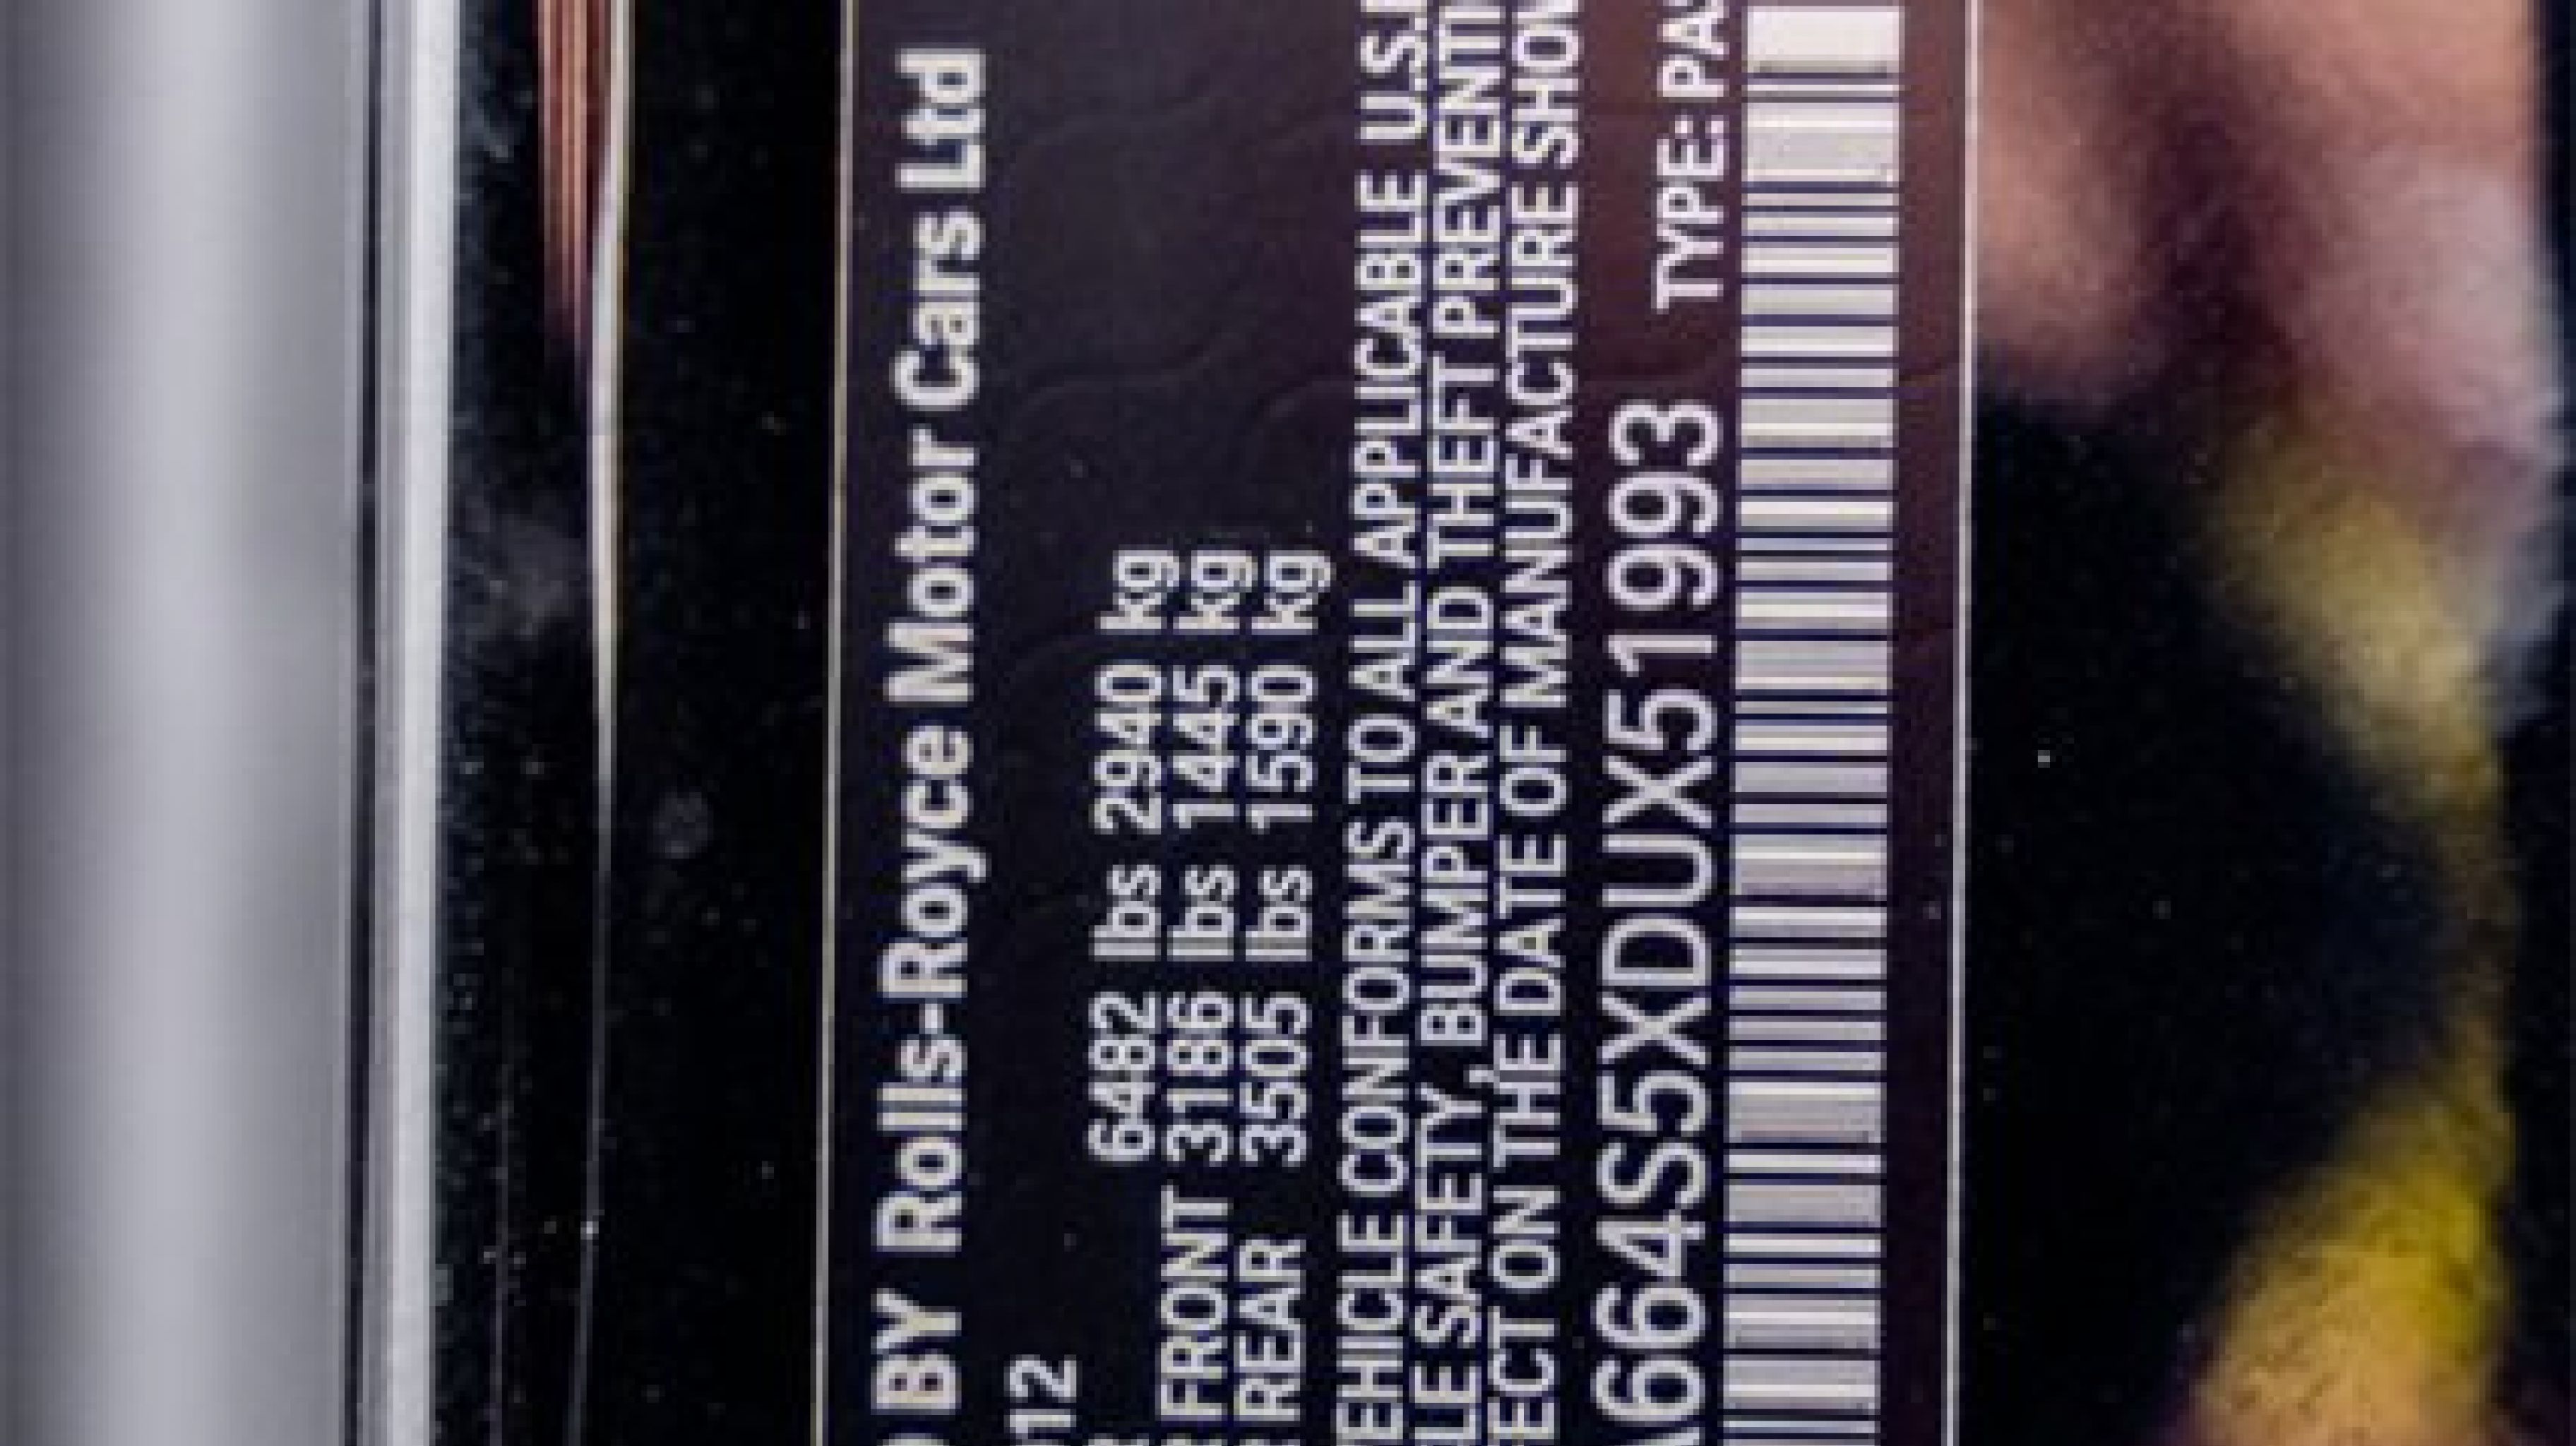 BY Rolls-Royce Motor Cars Ltd
012
6482 lbs 2940 kg
FRONT 3186 lbs 1445 kg
REAR 3505 lbs 1590 kg
EHICLE CONFORMS TO ALL APPLICABLE U.S.
LE SAFETY, BUMPER AND THEFT PREVENTI
ECT ON THE DATE OF MANUFACTURE SHOW
664S5XDUX51993 TYPE: PA